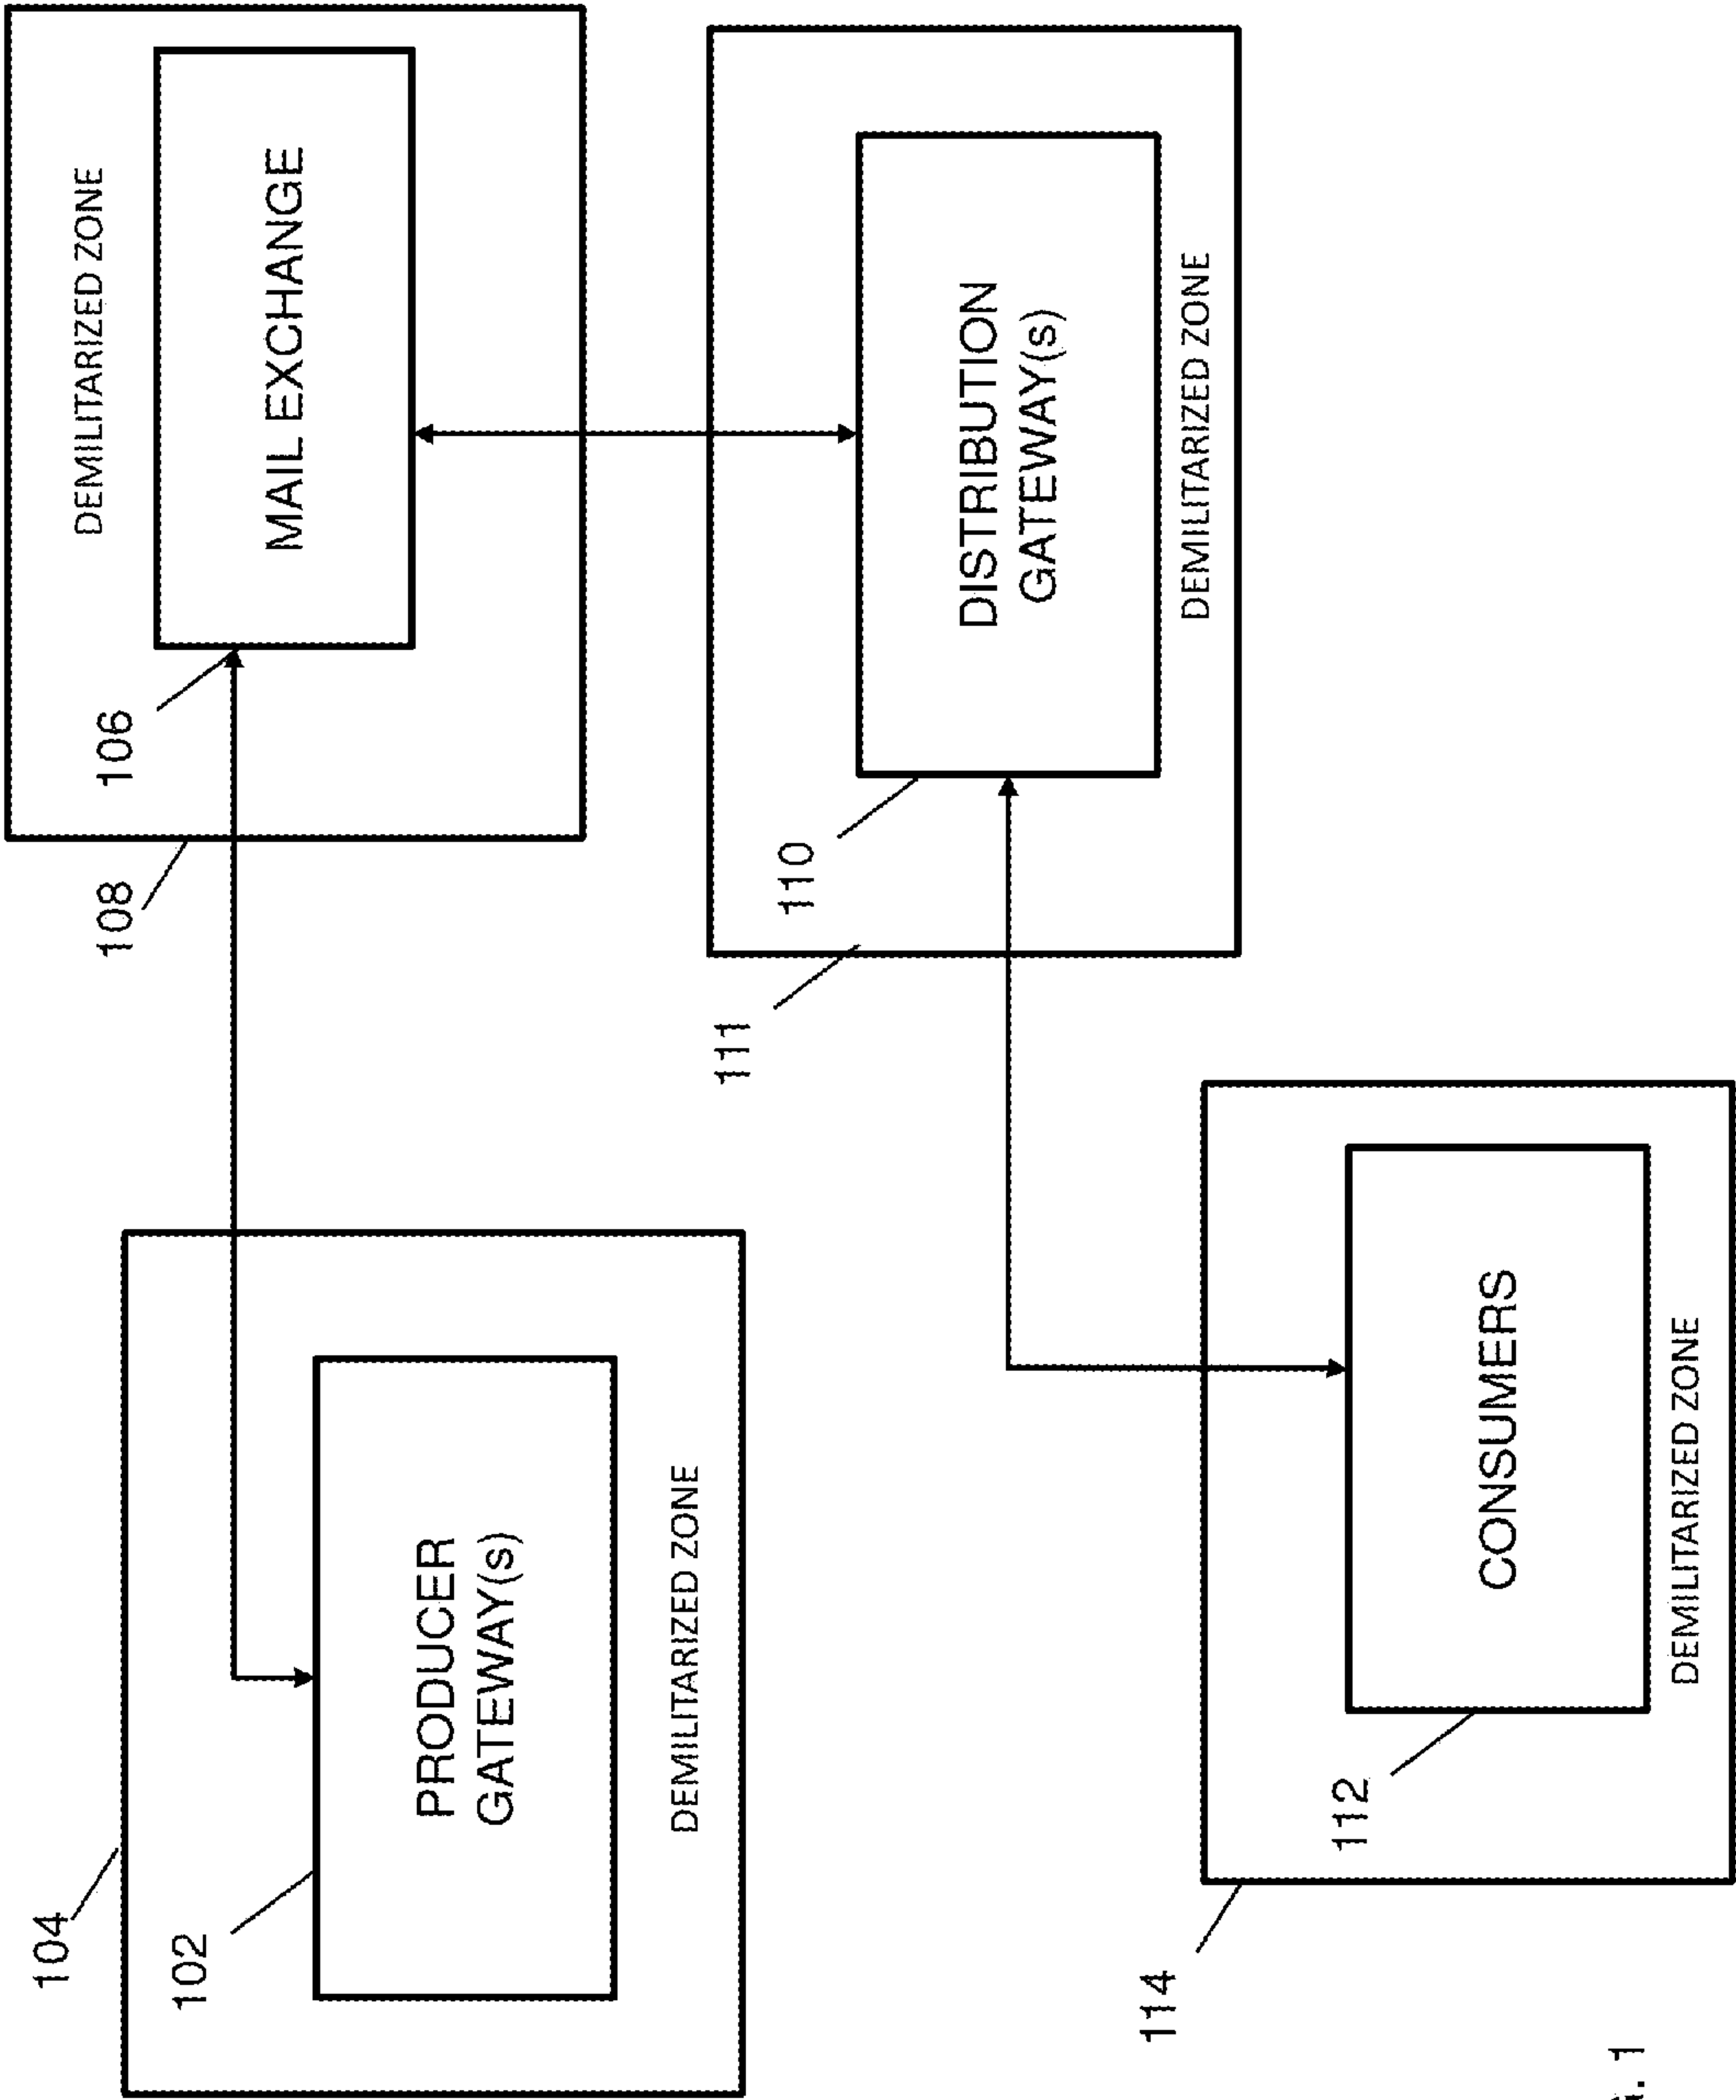 104
102
PRODUCER
GATEWAY(s)
DEMILITARIZED ZONE
108
106
DEMILITARIZED ZONE
MAIL EXCHANGE
111
110
DISTRIBUTION
GATEWAY(s)
DEMILITARIZED ZONE
114
112
CONSUMERS
DEMILITARIZED ZONE
. 1